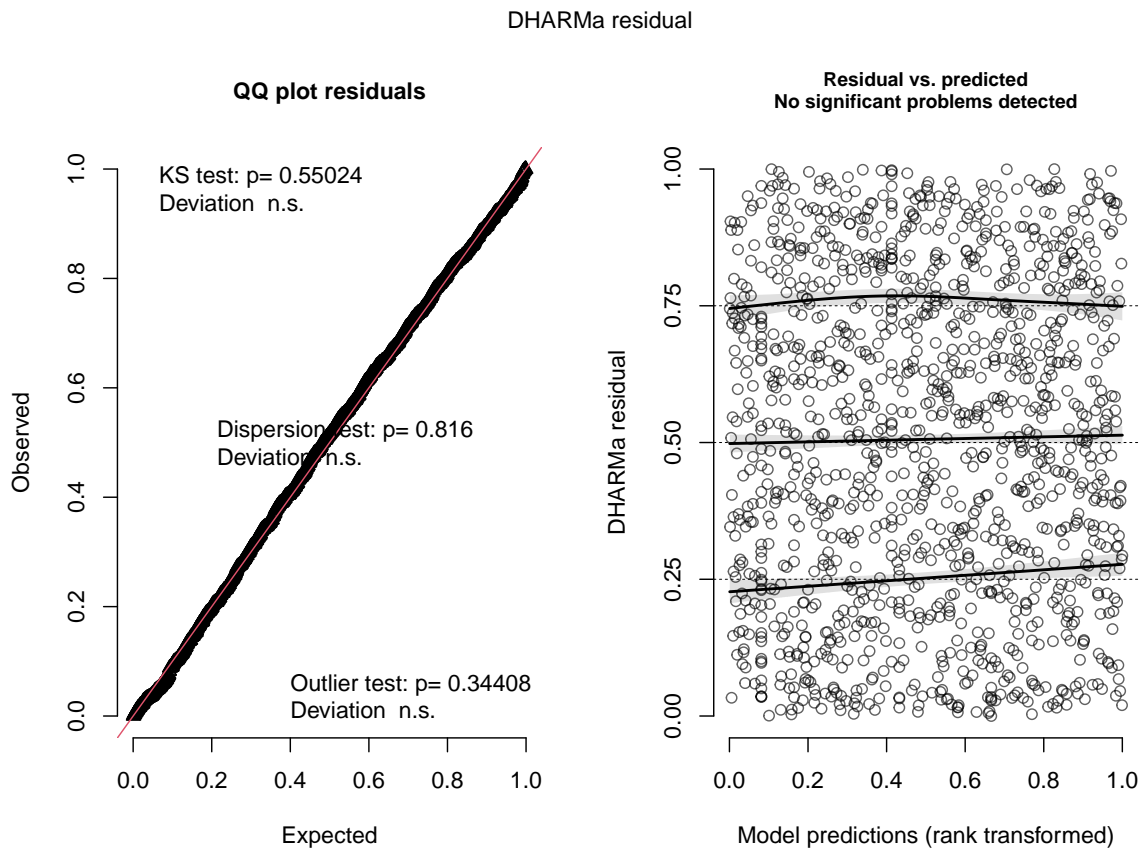 DHARMa residual
QQ plot residuals
KS test: p= 0.55024
Deviation  n.s.
Dispersion test: p= 0.816
Deviation  n.s.
Outlier test: p= 0.34408
Deviation  n.s.
Observed
1.0
0.8
0.6
0.4
0.2
0.0
0.0 0.2 0.4 0.6 0.8 1.0
Expected
Residual vs. predicted
No significant problems detected
DHARMa residual
1.00
0.75
0.50
0.25
0.00
0.0 0.2 0.4 0.6 0.8 1.0
Model predictions (rank transformed)